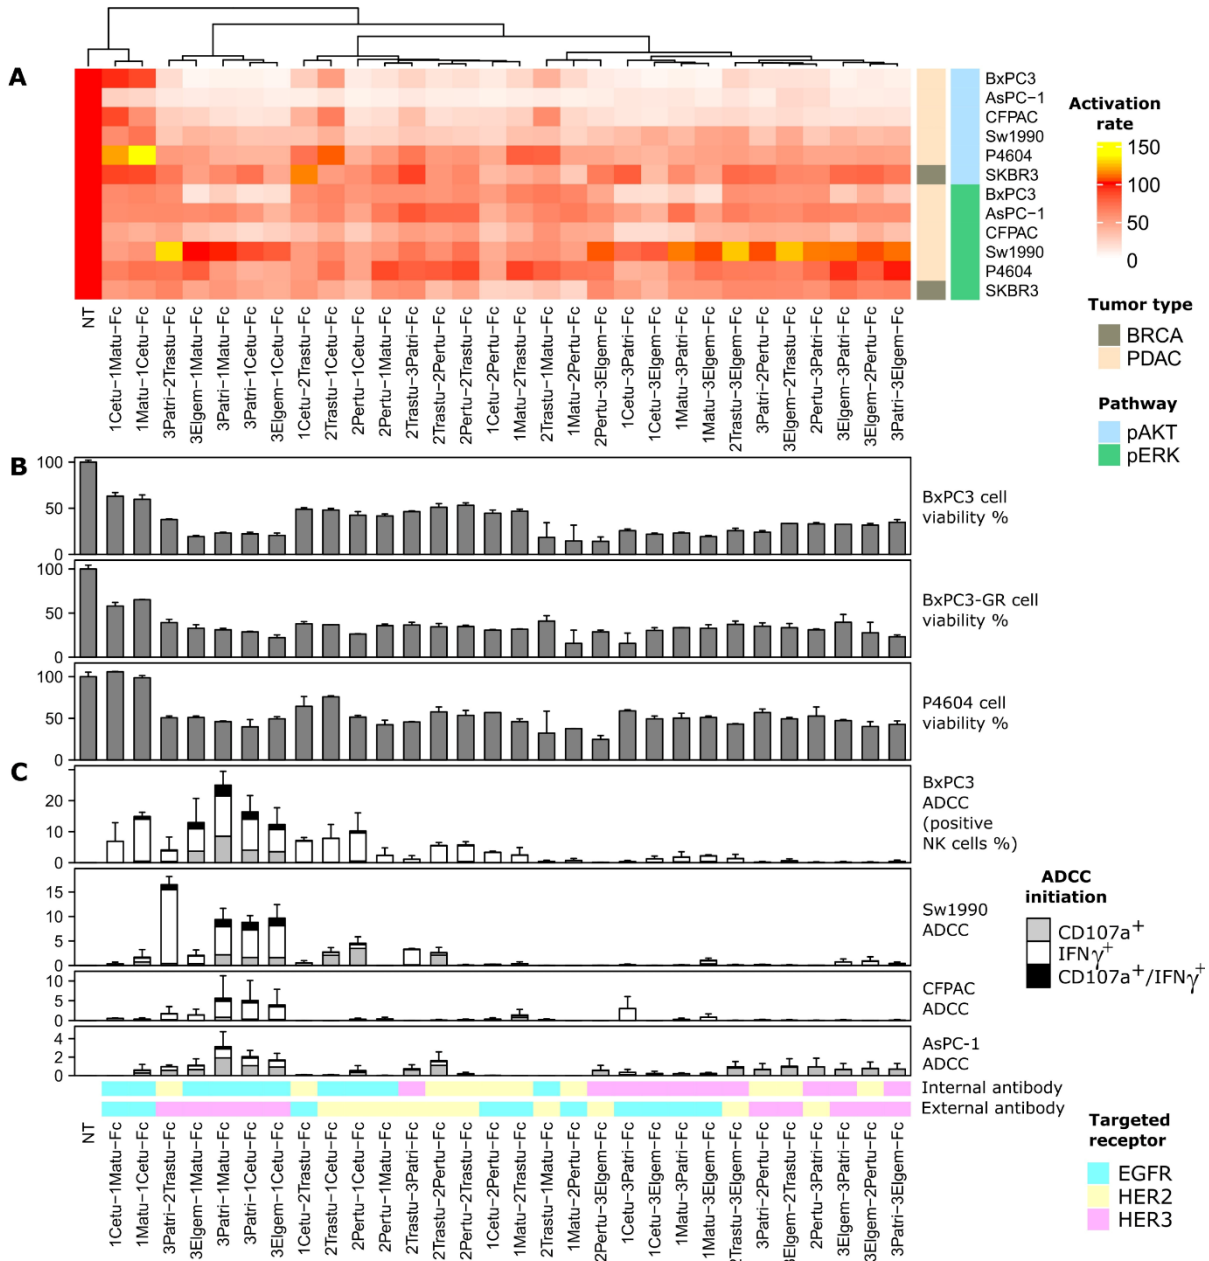 A
BxPC3
AsPC−1
CFPAC
Sw1990
P4604
SKBR3
BxPC3
AsPC−1
CFPAC
Sw1990
P4604
SKBR3
Activation
rate
150
100
50
0
Tumor type
BRCA
PDAC
Pathway
pAKT
pERK
NT
1Cetu−1Matu−Fc
1Matu−1Cetu−Fc
3Patri−2Trastu−Fc
3Elgem−1Matu−Fc
3Patri−1Matu−Fc
3Patri−1Cetu−Fc
3Elgem−1Cetu−Fc
1Cetu−2Trastu−Fc
2Trastu−1Cetu−Fc
2Pertu−1Cetu−Fc
2Pertu−1Matu−Fc
2Trastu−3Patri−Fc
2Trastu−2Pertu−Fc
2Pertu−2Trastu−Fc
1Cetu−2Pertu−Fc
1Matu−2Trastu−Fc
2Trastu−1Matu−Fc
1Matu−2Pertu−Fc
2Pertu−3Elgem−Fc
1Cetu−3Patri−Fc
1Cetu−3Elgem−Fc
1Matu−3Patri−Fc
1Matu−3Elgem−Fc
2Trastu−3Elgem−Fc
3Patri−2Pertu−Fc
3Elgem−2Trastu−Fc
2Pertu−3Patri−Fc
3Elgem−3Patri−Fc
3Elgem−2Pertu−Fc
3Patri−3Elgem−Fc
B
100
50
0
BxPC3 cell
viability %
100
50
0
BxPC3-GR cell
viability %
100
50
0
P4604 cell
viability %
C
20
10
0
BxPC3
ADCC
(positive
NK cells %)
15
10
5
0
Sw1990
ADCC
10
5
0
CFPAC
ADCC
4
2
0
AsPC-1
ADCC
ADCC
initiation
CD107a+
IFNγ+
CD107a+/IFNγ+
Internal antibody
External antibody
Targeted
receptor
EGFR
HER2
HER3
NT
1Cetu−1Matu−Fc
1Matu−1Cetu−Fc
3Patri−2Trastu−Fc
3Elgem−1Matu−Fc
3Patri−1Matu−Fc
3Patri−1Cetu−Fc
3Elgem−1Cetu−Fc
1Cetu−2Trastu−Fc
2Trastu−1Cetu−Fc
2Pertu−1Cetu−Fc
2Pertu−1Matu−Fc
2Trastu−3Patri−Fc
2Trastu−2Pertu−Fc
2Pertu−2Trastu−Fc
1Cetu−2Pertu−Fc
1Matu−2Trastu−Fc
2Trastu−1Matu−Fc
1Matu−2Pertu−Fc
2Pertu−3Elgem−Fc
1Cetu−3Patri−Fc
1Cetu−3Elgem−Fc
1Matu−3Patri−Fc
1Matu−3Elgem−Fc
2Trastu−3Elgem−Fc
3Patri−2Pertu−Fc
3Elgem−2Trastu−Fc
2Pertu−3Patri−Fc
3Elgem−3Patri−Fc
3Elgem−2Pertu−Fc
3Patri−3Elgem−Fc